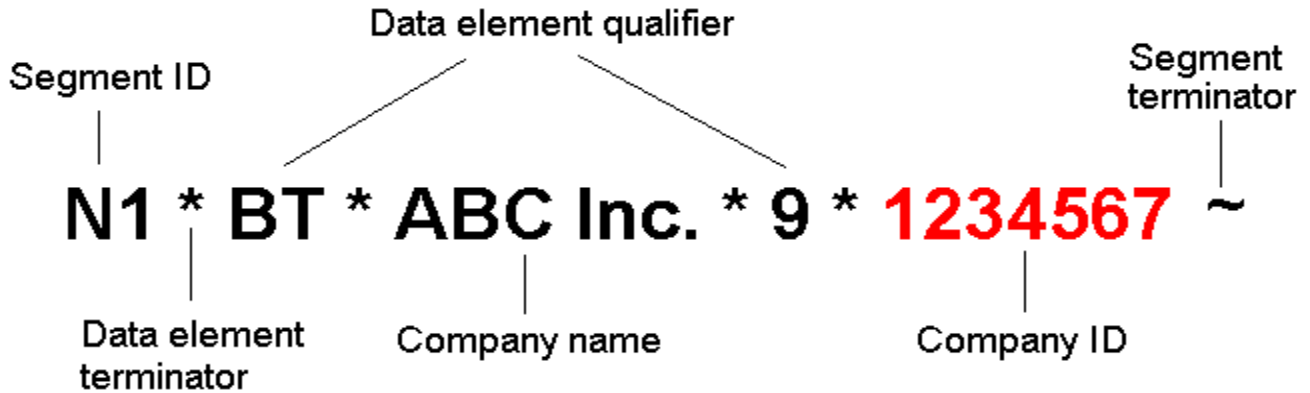 Data element qualifier
Segment ID
Segment
terminator
N1 * BT * ABC Inc. * 9 * 1234567 ~
Data element
terminator
Company name
Company ID